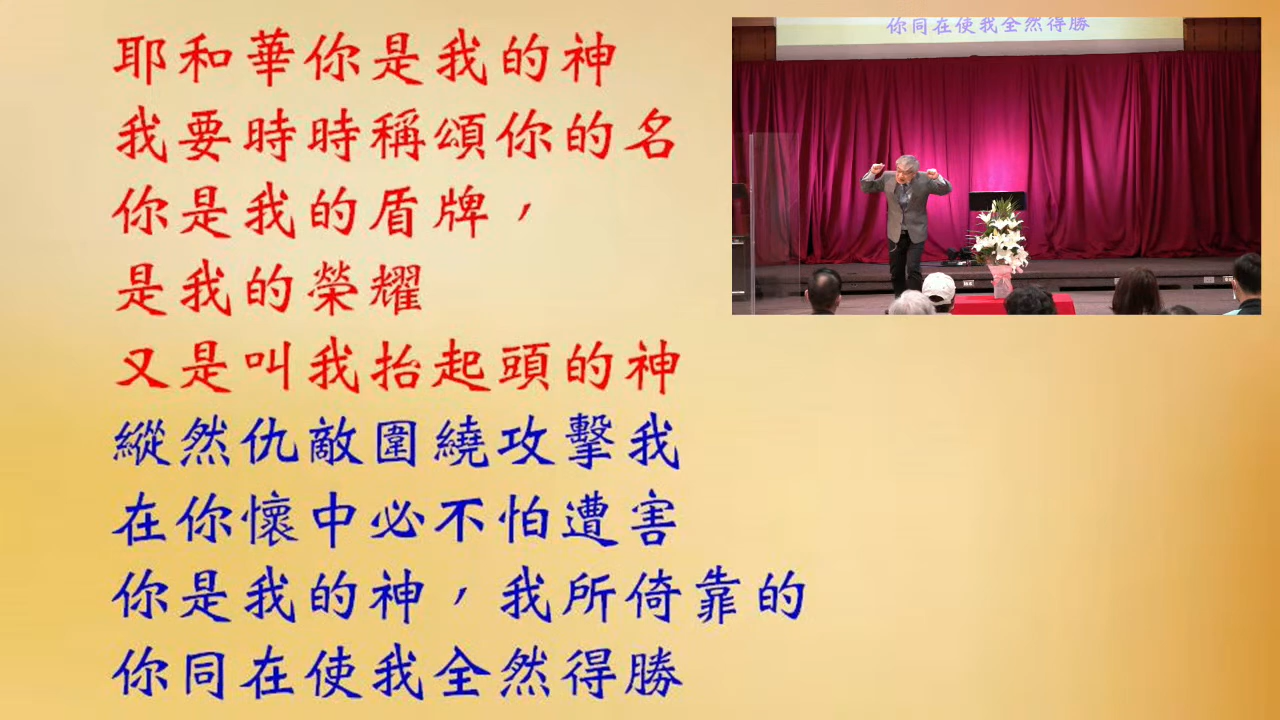 耶和華你是我的神
我要時時稱頌你的名
你是我的盾牌，
是我的榮耀
又是叫我抬起頭的神
縱然仇敵圍繞攻擊我
在你懷中必不怕遭害
你是我的神，我所倚靠的
你同在使我全然得勝
你同在使我全然得勝